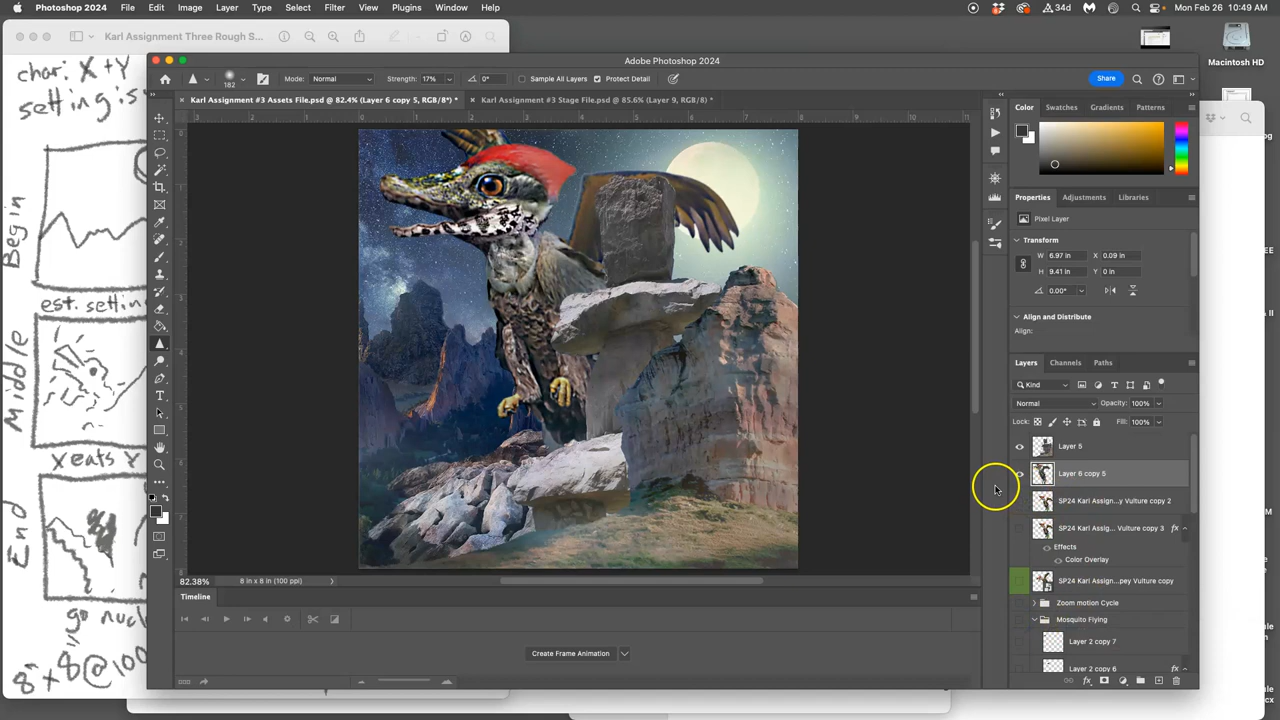 Photoshop 2024 File Edit Image Layer Type Select Filter View Plugins Window Help
34d Mon Feb 26 10:49 AM
Karl Assignment Three Rough S...
Adobe Photoshop 2024
Macintosh HD
182 Mode: Normal Strength: 17% 0° Sample All Layers Protect Detail
Share
Karl Assignment #3 Assets File.psd @ 82.4% (Layer 6 copy 5, RGB/8*) *
Karl Assignment #3 Stage File.psd @ 85.6% (Layer 9, RGB/8) *
char: X + Y
setting is
Begin
est. settin
Middle
X eats Y
End
go nuc
8" x 8" @ 100
Color Swatches Gradients Patterns
Properties Adjustments Libraries
Pixel Layer
Transform
W 6.97 in X 0.09 in
H 9.41 in Y 0 in
0.00°
Align and Distribute
Align:
Layers Channels Paths
Kind
Normal Opacity: 100%
Lock: Fill: 100%
Layer 5
Layer 6 copy 5
SP24 Karl Assign...y Vulture copy 2
SP24 Karl Assig... Vulture copy 3 fx
Effects
Color Overlay
SP24 Karl Assign...pey Vulture copy
Zoom motion Cycle
Mosquito Flying
Layer 2 copy 7
Layer 2 copy 6 fx
82.38% 8 in x 8 in (100 ppi)
Timeline
Create Frame Animation